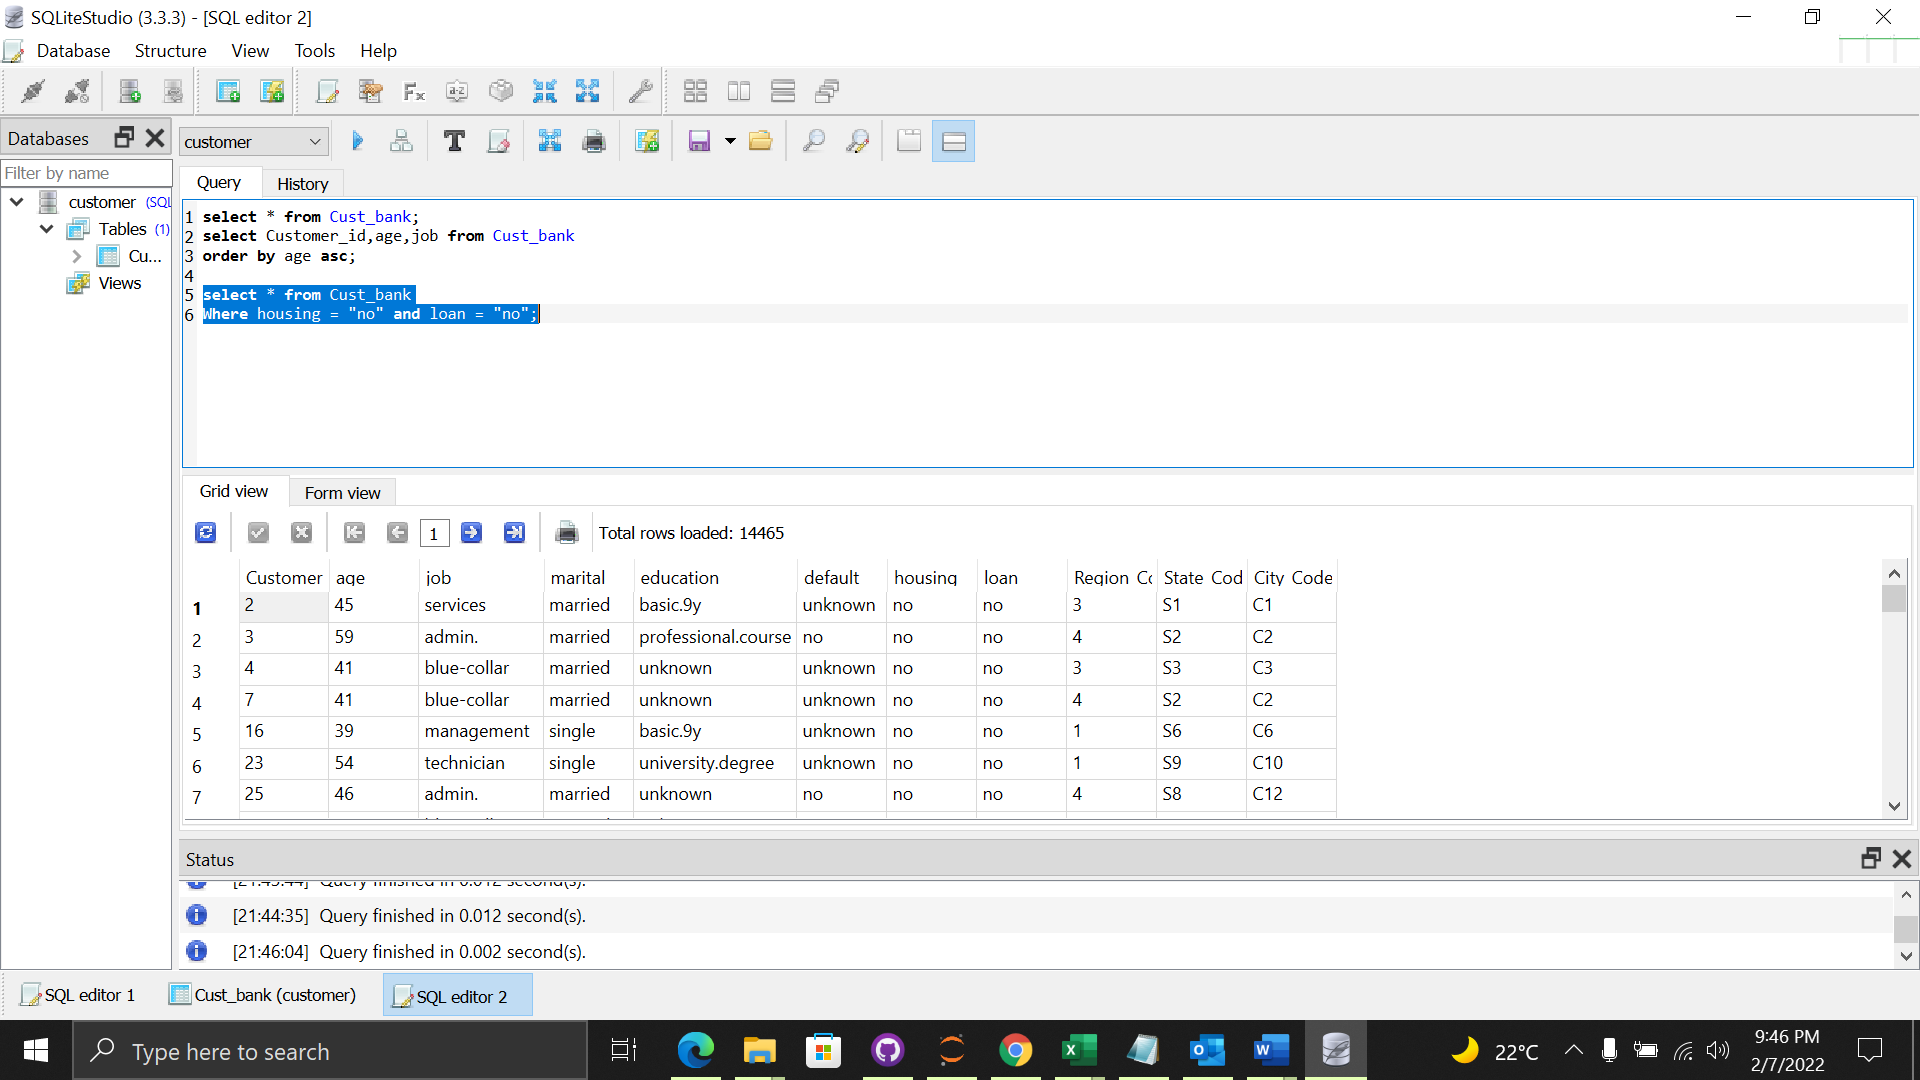 SQLiteStudio (3.3.3) - [SQL editor 2]
Database Structure View Tools Help
Databases
customer
Filter by name
Query History
customer (SQL
Tables (1)
Cu...
Views
1 select * from Cust_bank;
2 select Customer_id,age,job from Cust_bank
3 order by age asc;
4
5 select * from Cust_bank
6 Where housing = "no" and loan = "no";
Grid view Form view
1 Total rows loaded: 14465
Customer age job marital education default housing loan Region_Co State_Cod City_Code
1 2 45 services married basic.9y unknown no no 3 S1 C1
2 3 59 admin. married professional.course no no no 4 S2 C2
3 4 41 blue-collar married unknown unknown no no 3 S3 C3
4 7 41 blue-collar married unknown unknown no no 4 S2 C2
5 16 39 management single basic.9y unknown no no 1 S6 C6
6 23 54 technician single university.degree unknown no no 1 S9 C10
7 25 46 admin. married unknown no no no 4 S8 C12
Status
Query finished in 0.012 second(s).
[21:44:35] Query finished in 0.012 second(s).
[21:46:04] Query finished in 0.002 second(s).
SQL editor 1 Cust_bank (customer) SQL editor 2
Type here to search
22°C
9:46 PM
2/7/2022